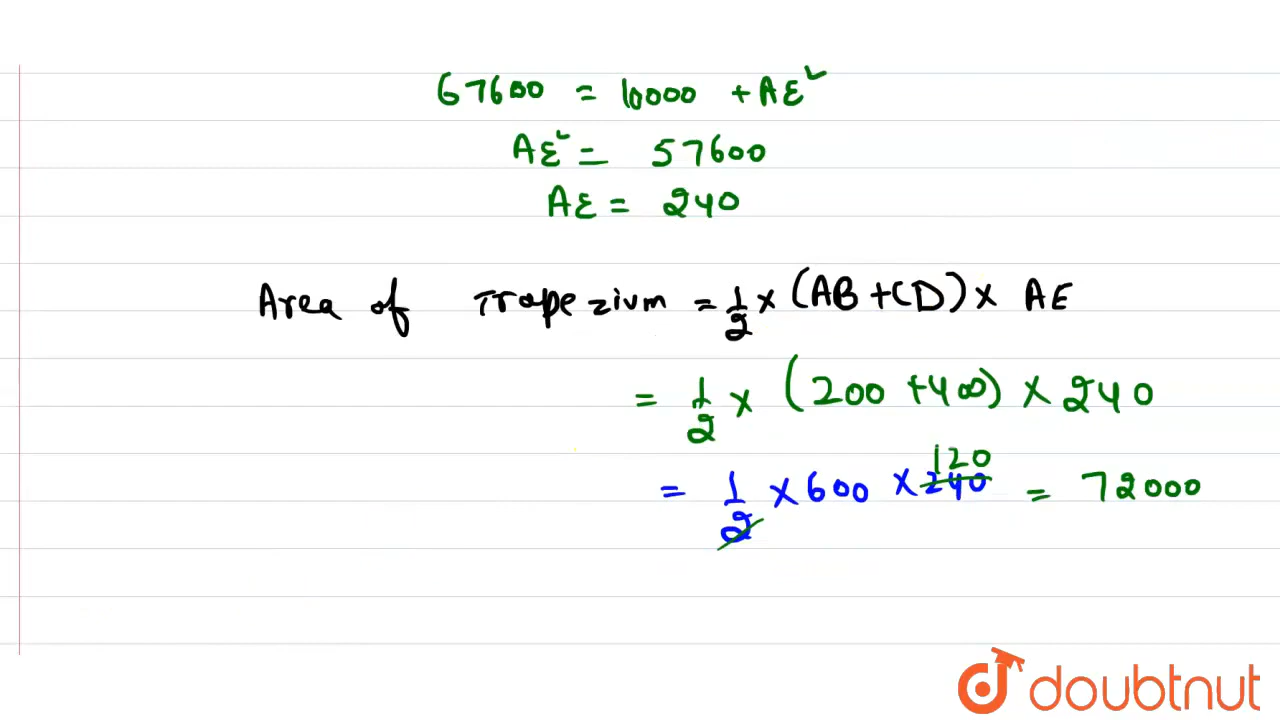 67600 = 10000 + AE²
AE² = 57600
AE = 240
Area of Trapezium = 1/2 × (AB + CD) × AE
= 1/2 × (200 + 400) × 240
120
= 1/2 × 600 × 240 = 72000
doubtnut